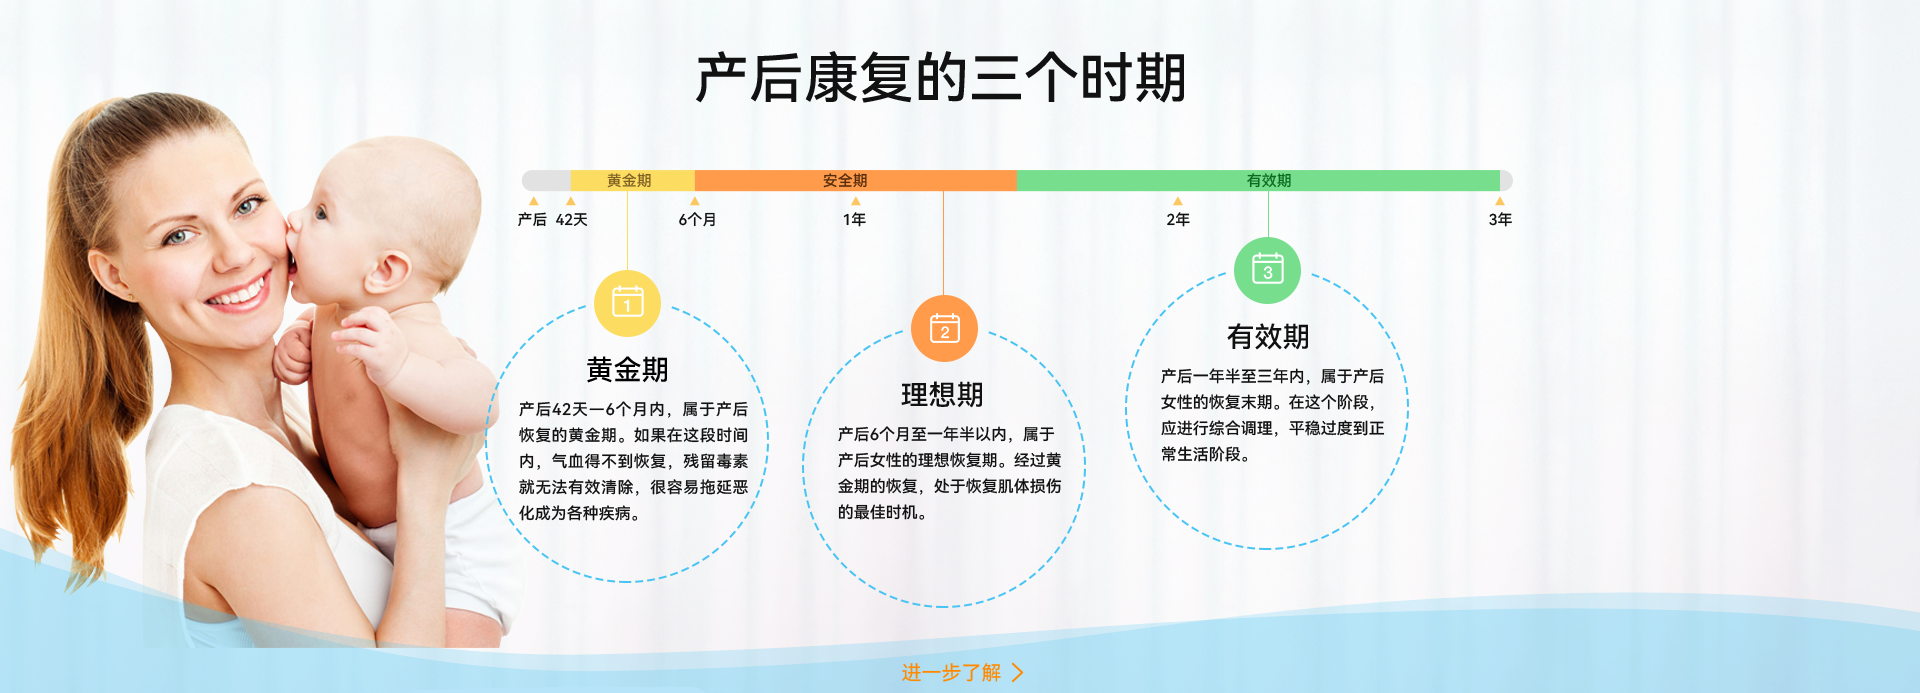 产后康复的三个时期
黄金期
安全期
有效期
产后
42天
6个月
1年
2年
3年
1
黄金期
产后42天一6个月内，属于产后
恢复的黄金期。如果在这段时间
内，气血得不到恢复，残留毒素
就无法有效清除，很容易拖延恶
化成为各种疾病。
2
理想期
产后6个月至一年半以内，属于
产后女性的理想恢复期。经过黄
金期的恢复，处于恢复肌体损伤
的最佳时机。
3
有效期
产后一年半至三年内，属于产后
女性的恢复末期。在这个阶段，
应进行综合调理，平稳过度到正
常生活阶段。
进一步了解